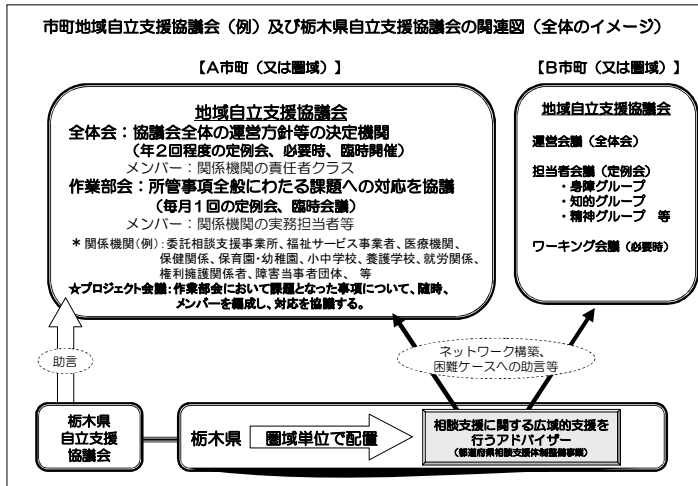 市町地域自立支援協議会（例）及び栃木県自立支援協議会の関連図（全体のイメージ）
【A市町（又は圏域）】
地域自立支援協議会
全体会：協議会全体の運営方針等の決定機関
（年２回程度の定例会、必要時、臨時開催）
メンバー：関係機関の責任者クラス
作業部会：所管事項全般にわたる課題への対応を協議
（毎月１回の定例会、臨時会議）
メンバー：関係機関の実務担当者等
＊関係機関（例）：委託相談支援事業所、福祉サービス事業者、医療機関、
保健関係、保育園・幼稚園、小中学校、養護学校、就労関係、
権利擁護関係者、障害当事者団体、 等
★プロジェクト会議：作業部会において課題となった事項について、随時、
メンバーを編成し、対応を協議する。
【B市町（又は圏域）】
地域自立支援協議会
運営会議（全体会）
担当者会議（定例会）
・身障グループ
・知的グループ
・精神グループ 等
ワーキング会議（必要時）
助言
ネットワーク構築、
困難ケースへの助言等
栃木県
自立支援
協議会
栃木県
圏域単位で配置
相談支援に関する広域的支援を
行うアドバイザー
（都道府県相談支援体制整備事業）